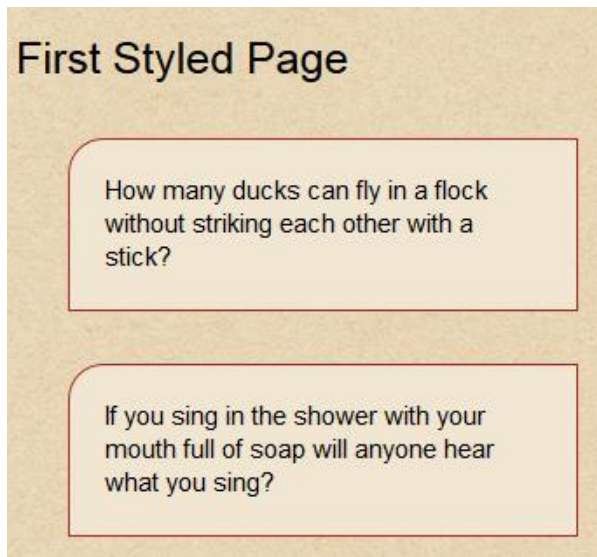 First Styled Page
How many ducks can fly in a flock
without striking each other with a
stick?
If you sing in the shower with your
mouth full of soap will anyone hear
what you sing?